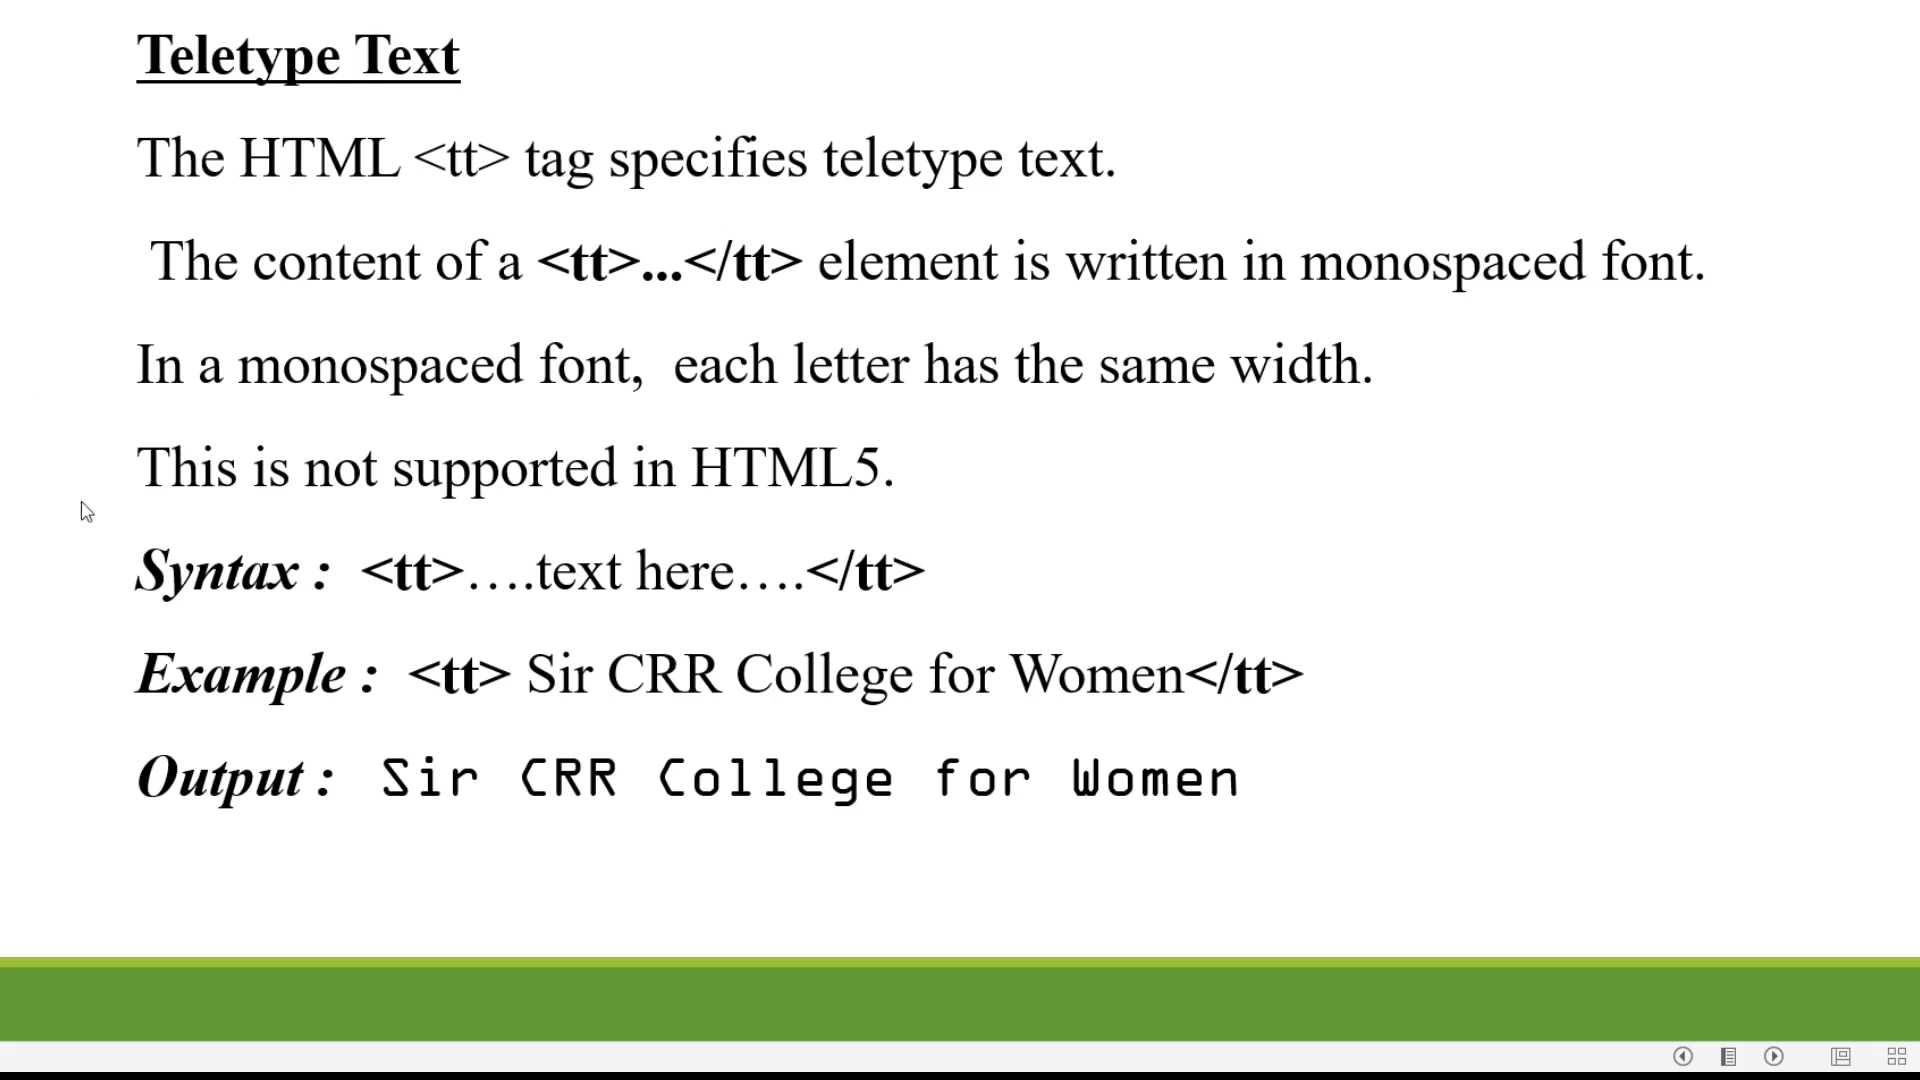 Teletype Text
The HTML <tt> tag specifies teletype text.
The content of a <tt>...</tt> element is written in monospaced font.
In a monospaced font,  each letter has the same width.
This is not supported in HTML5.
Syntax :  <tt>….text here….</tt>
Example :  <tt> Sir CRR College for Women</tt>
Output :  Sir CRR College for Women